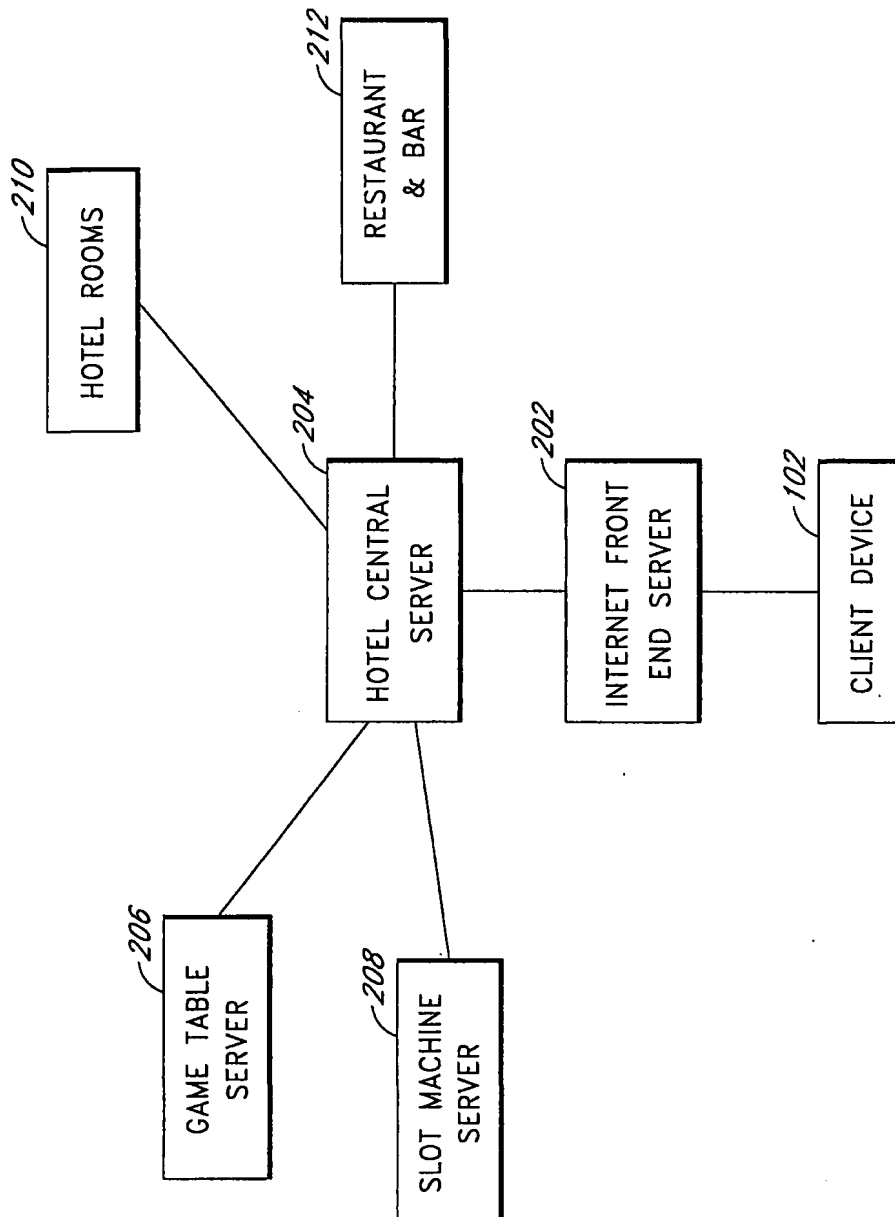 206
GAME TABLE
SERVER
210
HOTEL ROOMS
208
SLOT MACHINE
SERVER
204
HOTEL CENTRAL
SERVER
212
RESTAURANT
& BAR
202
INTERNET FRONT
END SERVER
102
CLIENT DEVICE